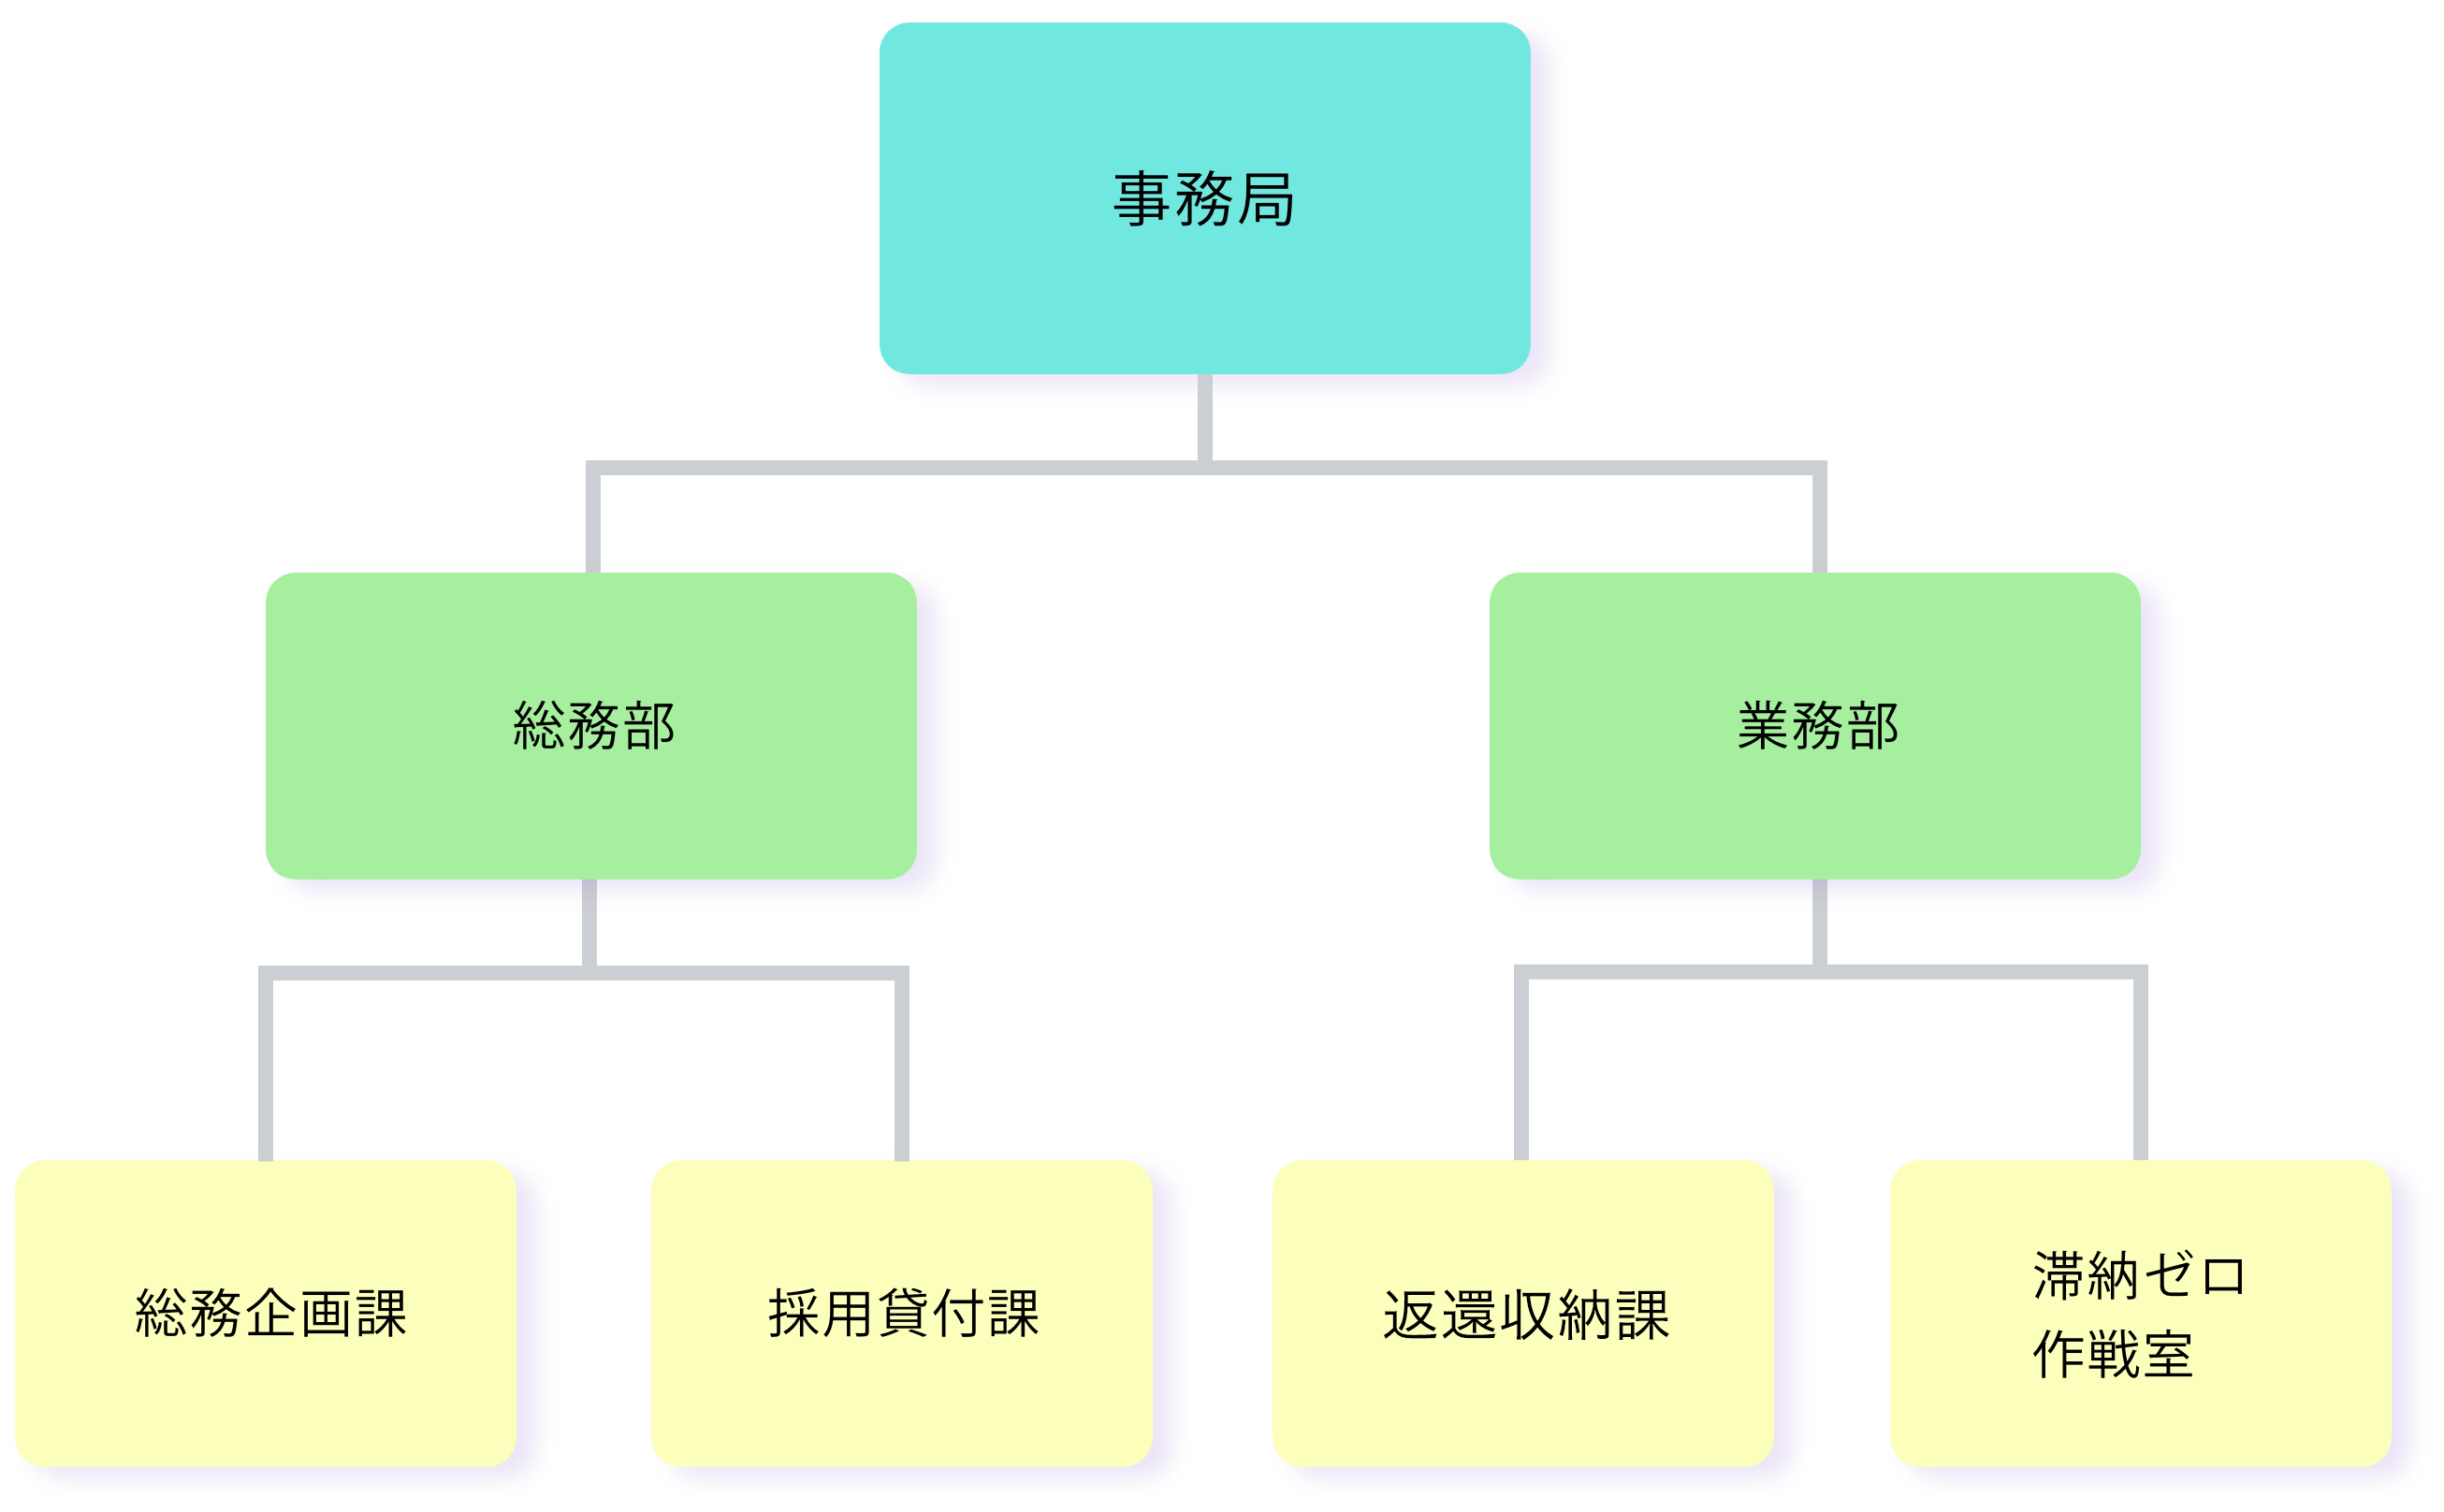 事務局
総務部
業務部
総務企画課
採用貸付課
返還収納課
滞納ゼロ
作戦室